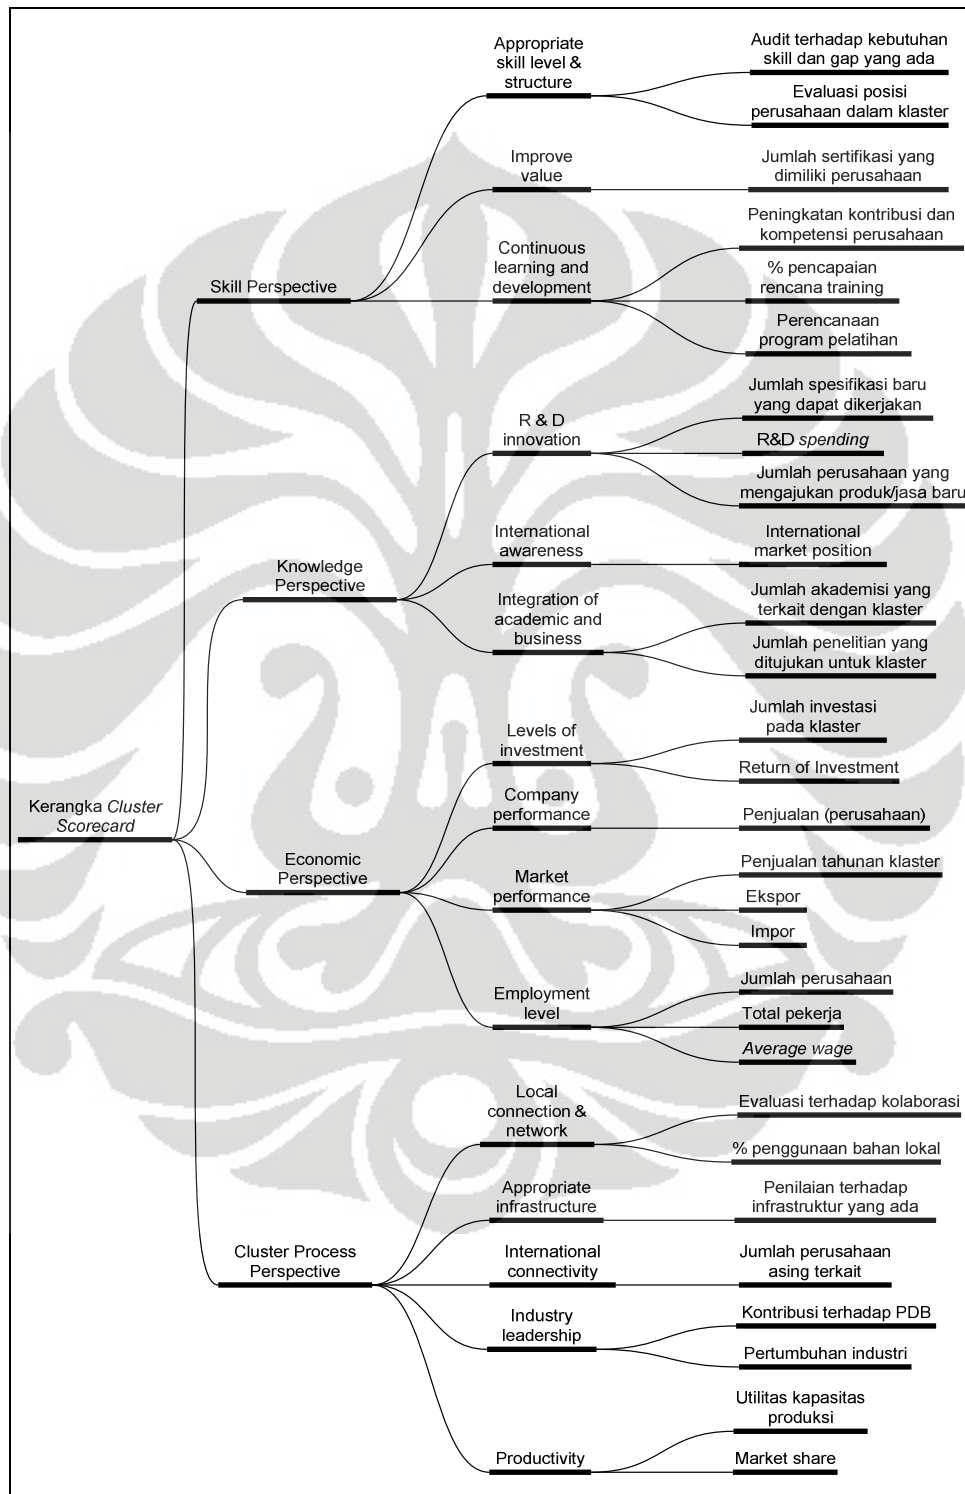 Kerangka Cluster
Scorecard
Skill Perspective
Appropriate
skill level &
structure
Audit terhadap kebutuhan
skill dan gap yang ada
Evaluasi posisi
perusahaan dalam klaster
Improve
value
Jumlah sertifikasi yang
dimiliki perusahaan
Continuous
learning and
development
Peningkatan kontribusi dan
kompetensi perusahaan
% pencapaian
rencana training
Perencanaan
program pelatihan
Knowledge
Perspective
R & D
innovation
Jumlah spesifikasi baru
yang dapat dikerjakan
R&D spending
Jumlah perusahaan yang
mengajukan produk/jasa baru
International
awareness
International
market position
Integration of
academic and
business
Jumlah akademisi yang
terkait dengan klaster
Jumlah penelitian yang
ditujukan untuk klaster
Economic
Perspective
Levels of
investment
Jumlah investasi
pada klaster
Return of Investment
Company
performance
Penjualan (perusahaan)
Market
performance
Penjualan tahunan klaster
Ekspor
Impor
Employment
level
Jumlah perusahaan
Total pekerja
Average wage
Cluster Process
Perspective
Local
connection &
network
Evaluasi terhadap kolaborasi
% penggunaan bahan lokal
Appropriate
infrastructure
Penilaian terhadap
infrastruktur yang ada
International
connectivity
Jumlah perusahaan
asing terkait
Industry
leadership
Kontribusi terhadap PDB
Pertumbuhan industri
Productivity
Utilitas kapasitas
produksi
Market share